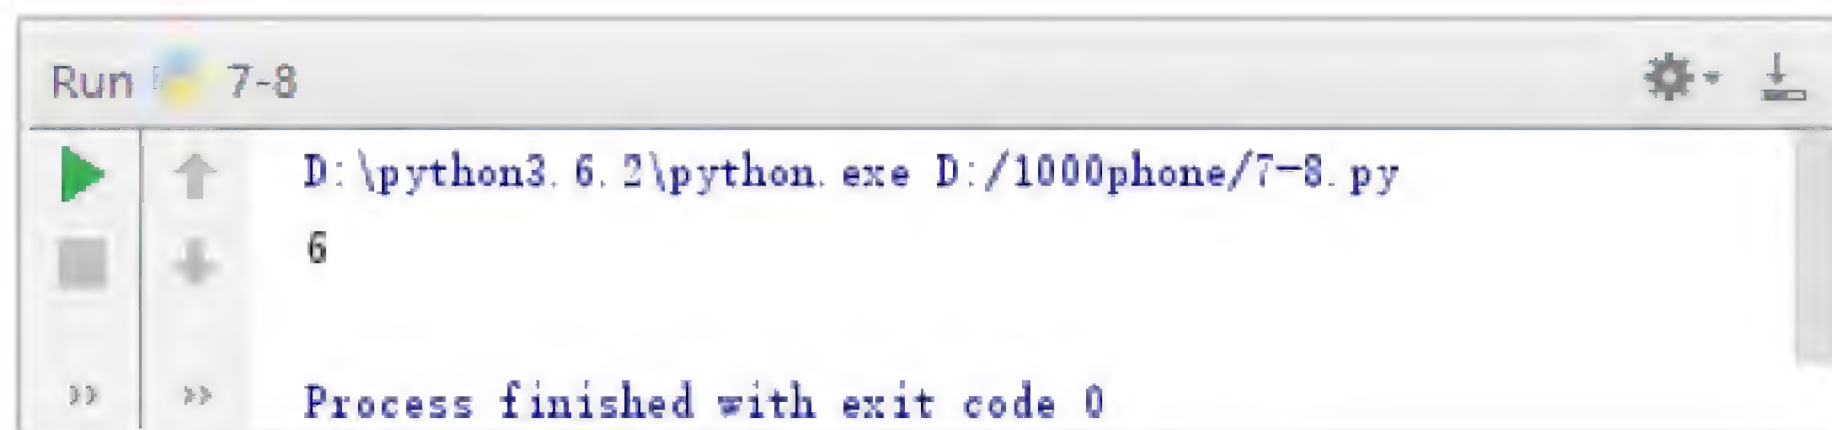 Run 7-8
D:\python3.6.2\python.exe D:/1000phone/7-8.py
6
Process finished with exit code 0